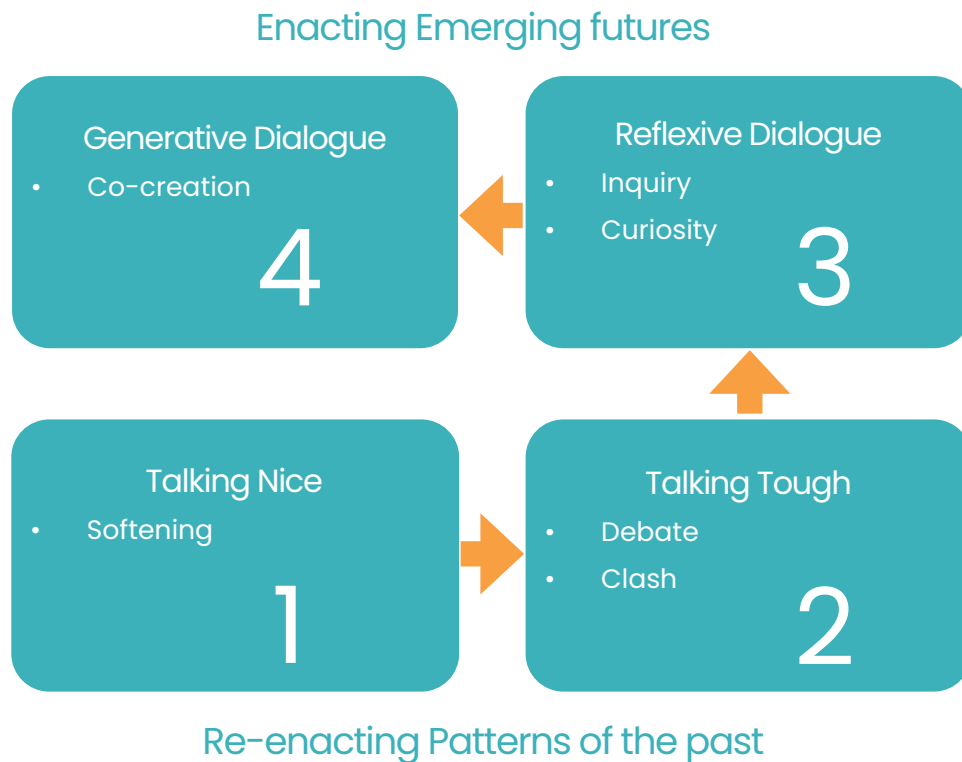 Enacting Emerging futures
Generative Dialogue
• Co-creation
4
Reflexive Dialogue
• Inquiry
• Curiosity
3
Talking Nice
• Softening
1
Talking Tough
• Debate
• Clash
2
Re-enacting Patterns of the past